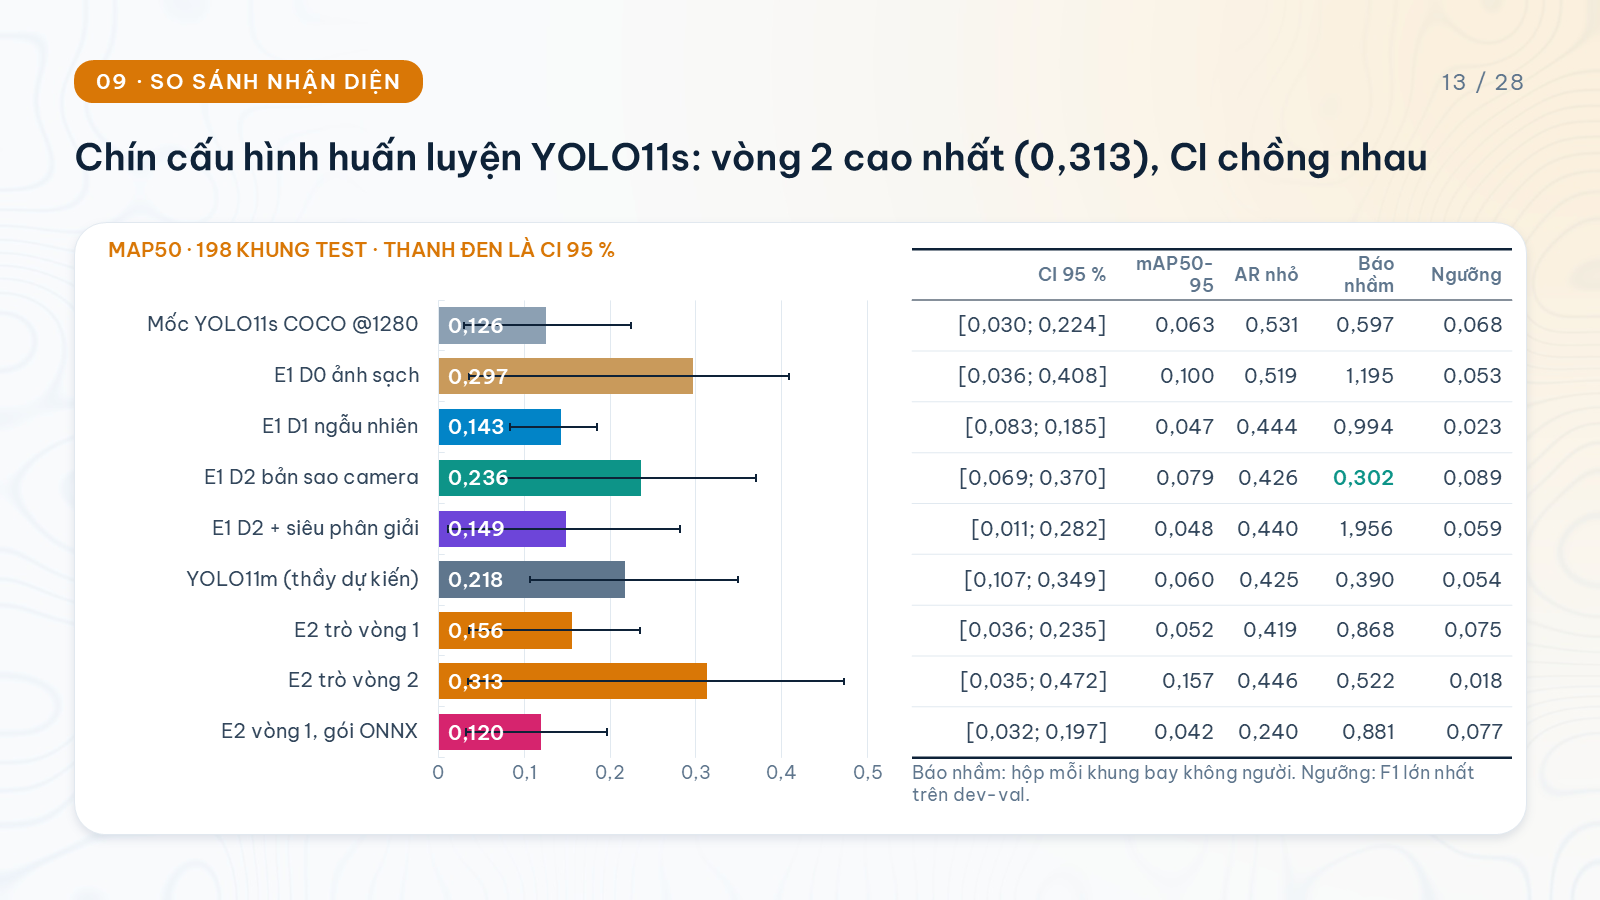 09 · SO SÁNH NHẬN DIỆN
13 / 28
Chín cấu hình huấn luyện YOLO11s: vòng 2 cao nhất (0,313), CI chồng nhau
MAP50 · 198 KHUNG TEST · THANH ĐEN LÀ CI 95 %
Mốc YOLO11s COCO @1280 0,126
E1 D0 ảnh sạch 0,297
E1 D1 ngẫu nhiên 0,143
E1 D2 bản sao camera 0,236
E1 D2 + siêu phân giải 0,149
YOLO11m (thầy dự kiến) 0,218
E2 trò vòng 1 0,156
E2 trò vòng 2 0,313
E2 vòng 1, gói ONNX 0,120
0 0,1 0,2 0,3 0,4 0,5
CI 95 % mAP50-95 AR nhỏ Báo nhầm Ngưỡng
[0,030; 0,224] 0,063 0,531 0,597 0,068
[0,036; 0,408] 0,100 0,519 1,195 0,053
[0,083; 0,185] 0,047 0,444 0,994 0,023
[0,069; 0,370] 0,079 0,426 0,302 0,089
[0,011; 0,282] 0,048 0,440 1,956 0,059
[0,107; 0,349] 0,060 0,425 0,390 0,054
[0,036; 0,235] 0,052 0,419 0,868 0,075
[0,035; 0,472] 0,157 0,446 0,522 0,018
[0,032; 0,197] 0,042 0,240 0,881 0,077
Báo nhầm: hộp mỗi khung bay không người. Ngưỡng: F1 lớn nhất
trên dev-val.